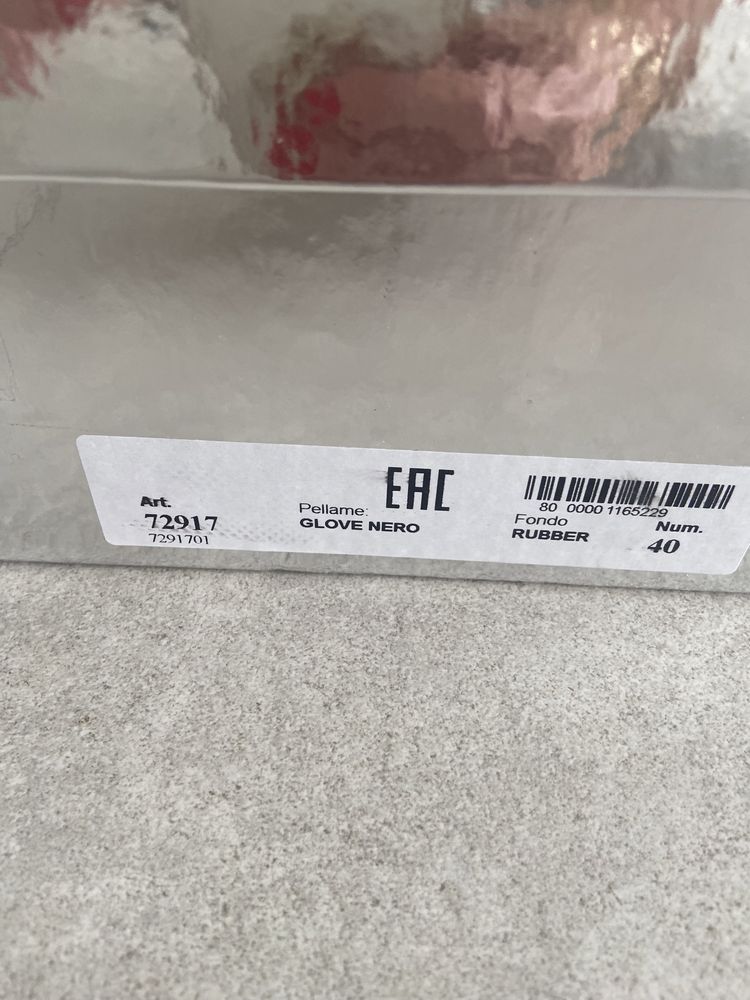 Art.
72917
7291701
Pellame:
GLOVE NERO
EAC
80 0000 1165229
Fondo
RUBBER
Num.
40